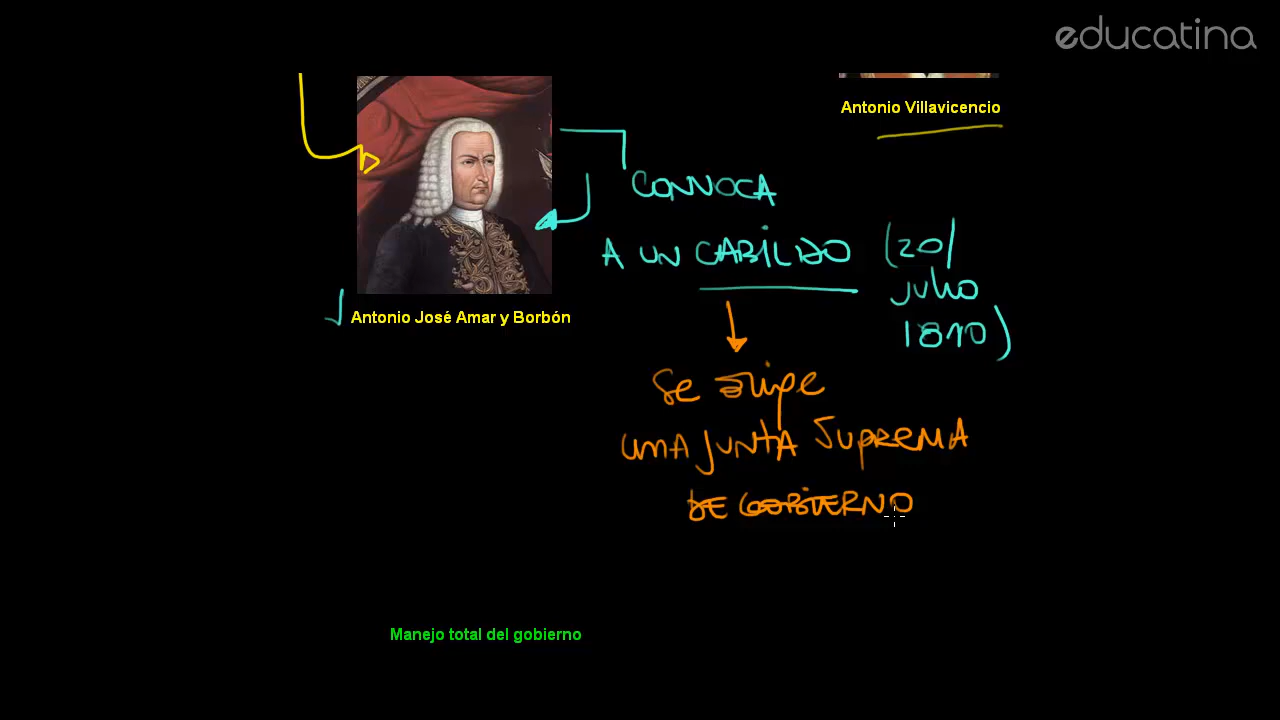 educatina
Antonio Villavicencio
CONVOCA
A UN CABILDO (20/
Julio
1810)
Antonio José Amar y Borbón
Se erige
UNA JUNTA SUPREMA
DE GOBIERNO
Manejo total del gobierno